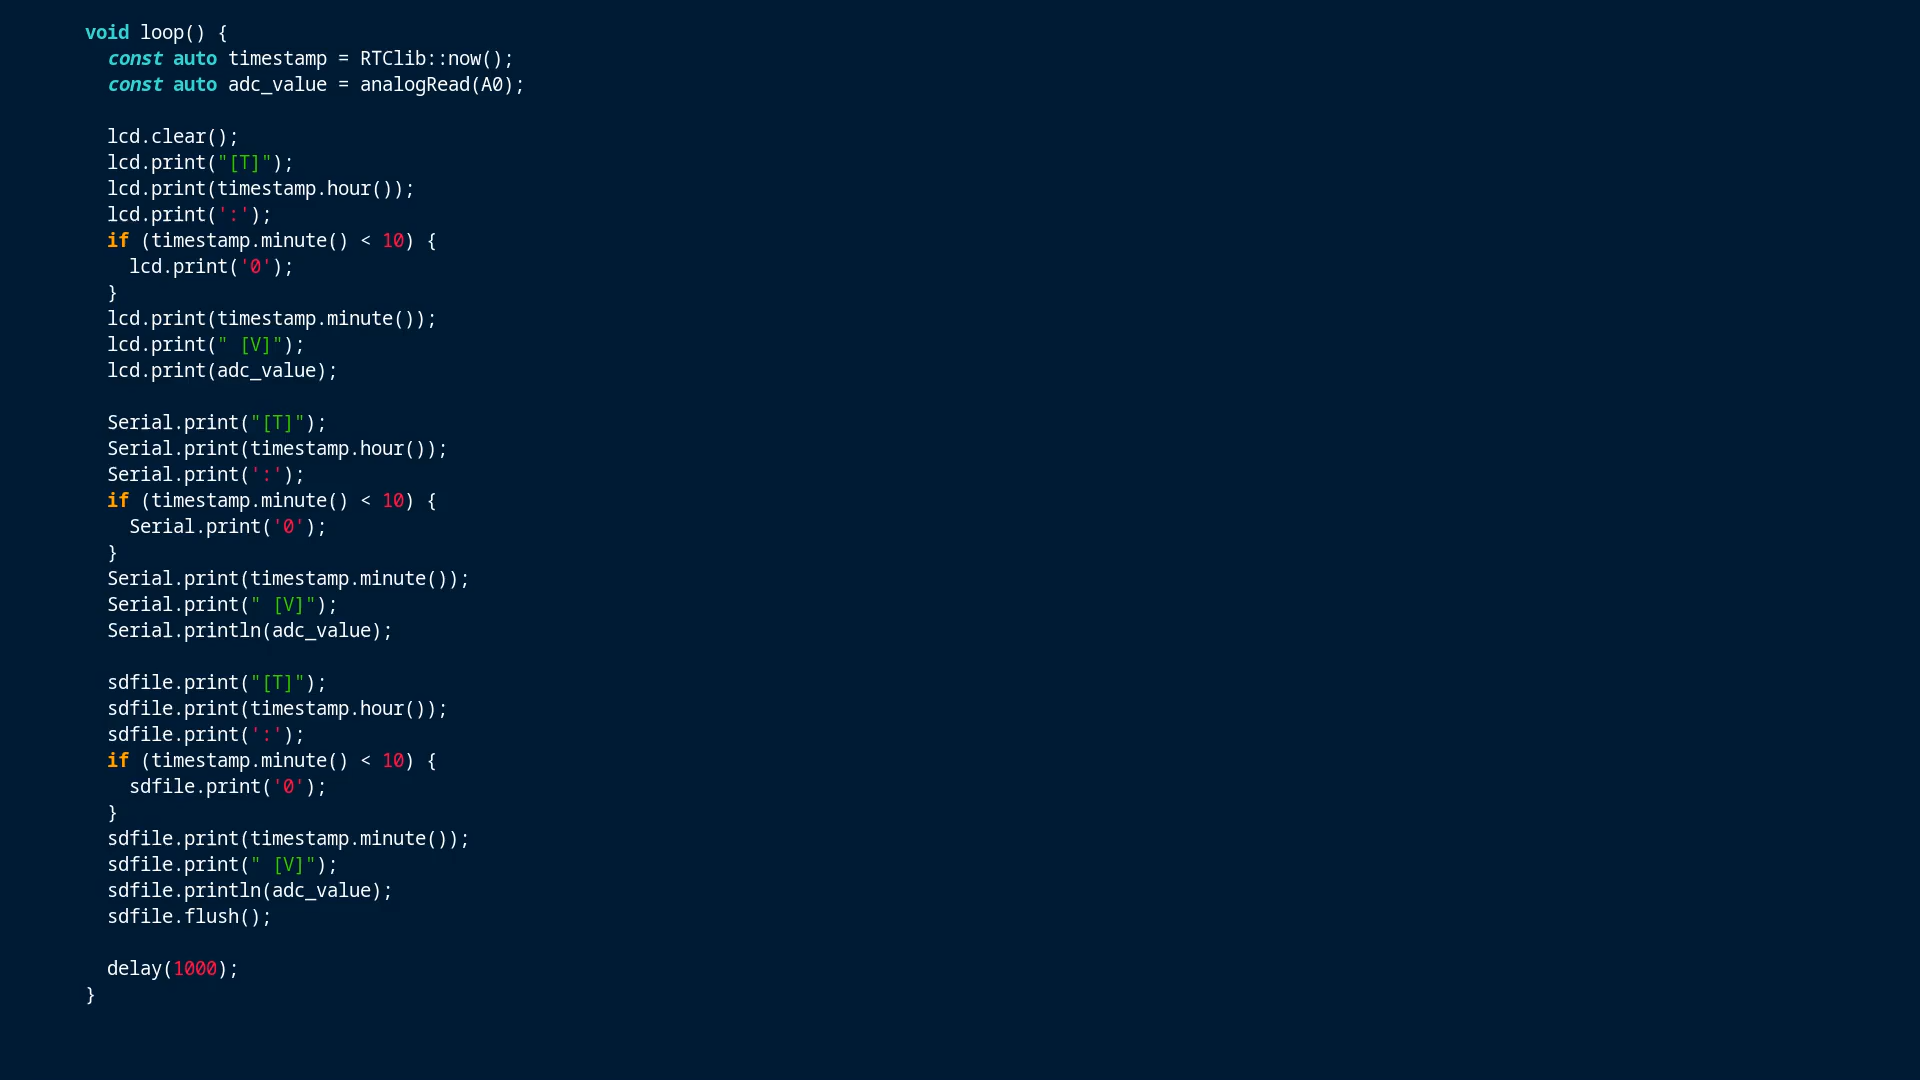 void loop() {
  const auto timestamp = RTClib::now();
  const auto adc_value = analogRead(A0);

  lcd.clear();
  lcd.print("[T]");
  lcd.print(timestamp.hour());
  lcd.print(':');
  if (timestamp.minute() < 10) {
    lcd.print('0');
  }
  lcd.print(timestamp.minute());
  lcd.print(" [V]");
  lcd.print(adc_value);

  Serial.print("[T]");
  Serial.print(timestamp.hour());
  Serial.print(':');
  if (timestamp.minute() < 10) {
    Serial.print('0');
  }
  Serial.print(timestamp.minute());
  Serial.print(" [V]");
  Serial.println(adc_value);

  sdfile.print("[T]");
  sdfile.print(timestamp.hour());
  sdfile.print(':');
  if (timestamp.minute() < 10) {
    sdfile.print('0');
  }
  sdfile.print(timestamp.minute());
  sdfile.print(" [V]");
  sdfile.println(adc_value);
  sdfile.flush();

  delay(1000);
}